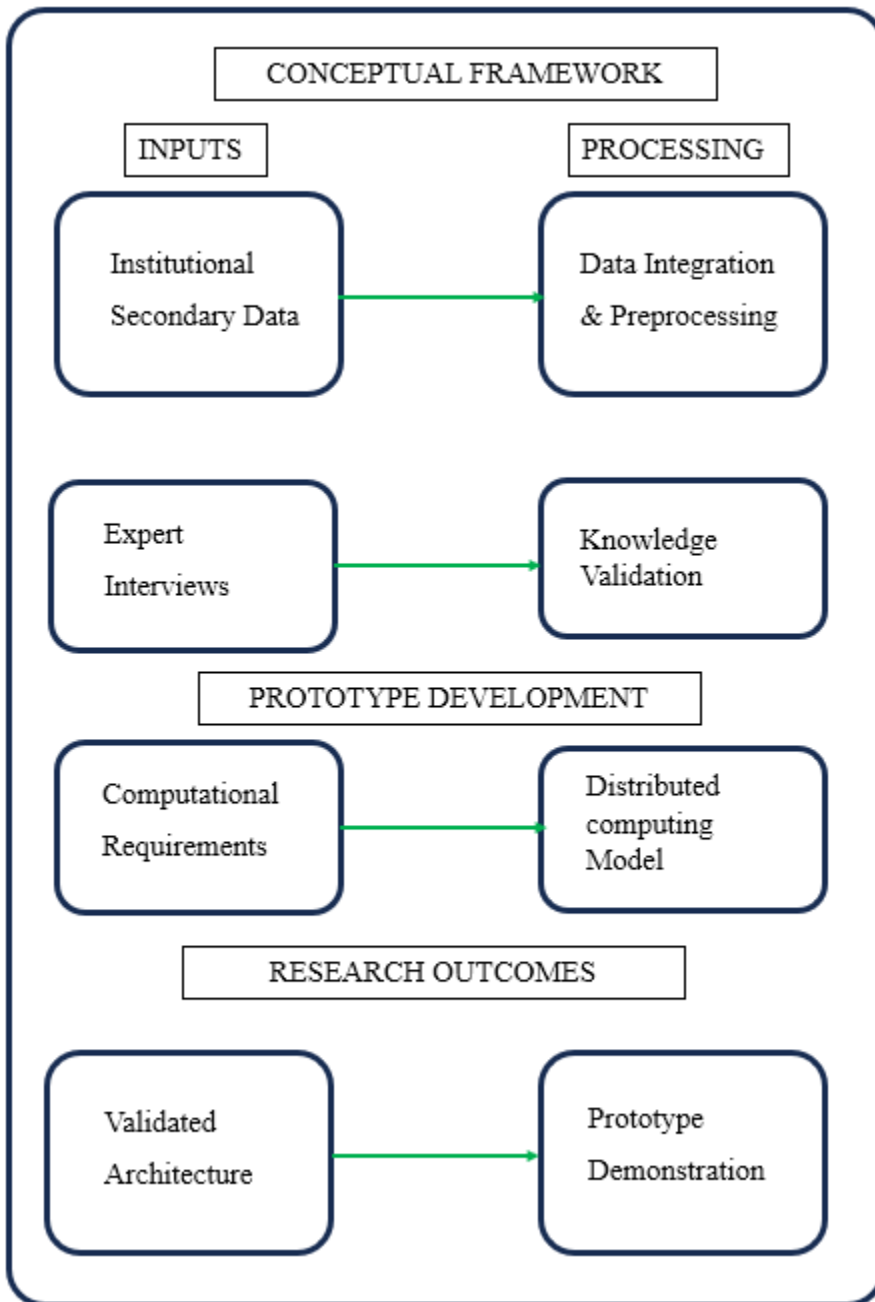 CONCEPTUAL FRAMEWORK
INPUTS
PROCESSING
Institutional
Secondary Data
Data Integration
& Preprocessing
Expert
Interviews
Knowledge
Validation
PROTOTYPE DEVELOPMENT
Computational
Requirements
Distributed
computing
Model
RESEARCH OUTCOMES
Validated
Architecture
Prototype
Demonstration